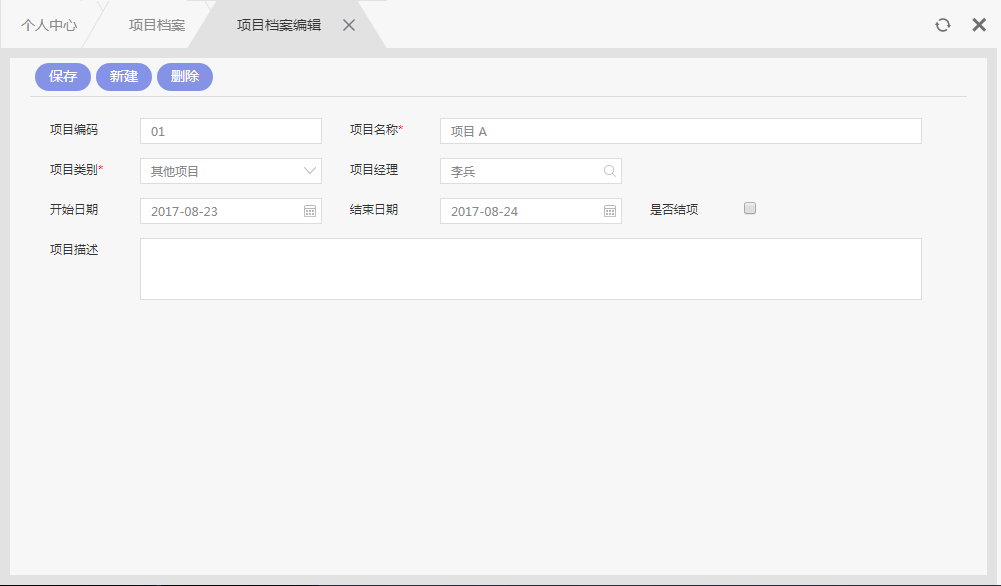 个人中心 项目档案 项目档案编辑
保存 新建 删除
项目编码 01 项目名称* 项目 A
项目类别* 其他项目 项目经理 李兵
开始日期 2017-08-23 结束日期 2017-08-24 是否结项
项目描述